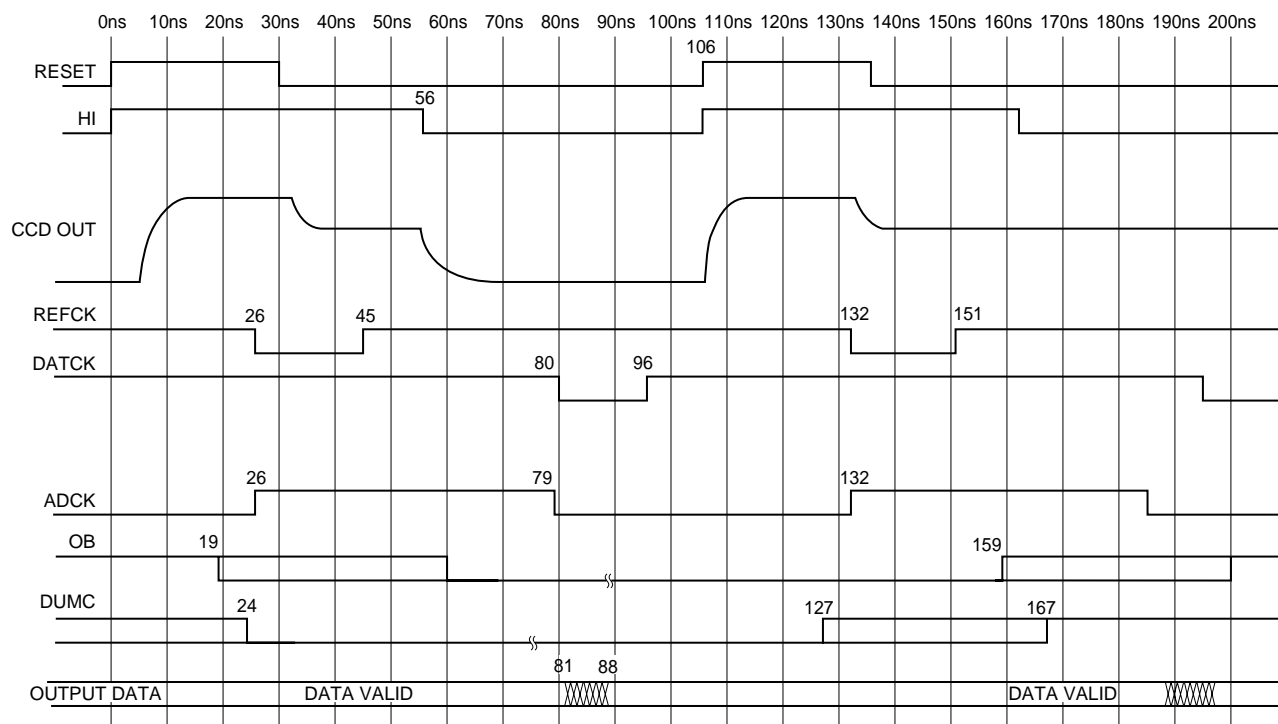 0ns 10ns 20ns 30ns 40ns 50ns 60ns 70ns 80ns 90ns 100ns 110ns 120ns 130ns 140ns 150ns 160ns 170ns 180ns 190ns 200ns
106
RESET
56
HI
CCD OUT
REFCK 26 45 132 151
DATCK 80 96
26 79 132
ADCK
OB 19 159
DUMC 24 127 167
81 88
OUTPUT DATA DATA VALID DATA VALID